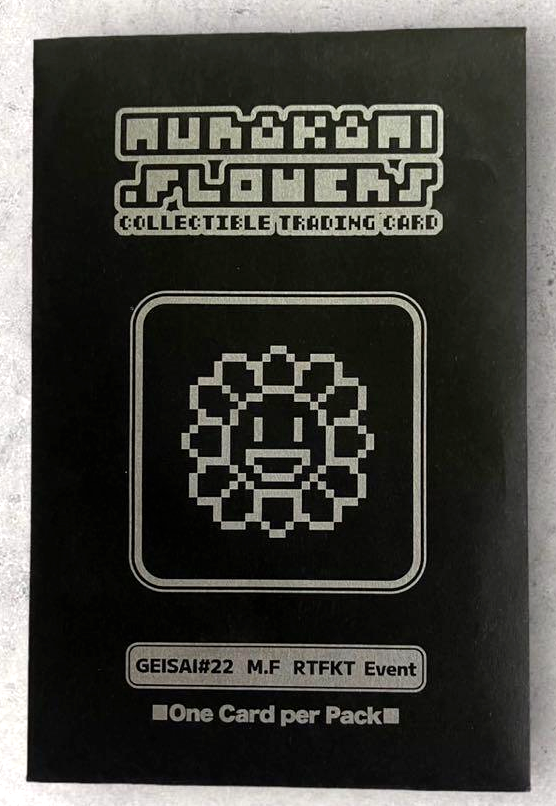 MURAKAMI
.FLOWERS
COLLECTIBLE TRADING CARD
GEISAI#22 M.F RTFKT Event
■One Card per Pack■